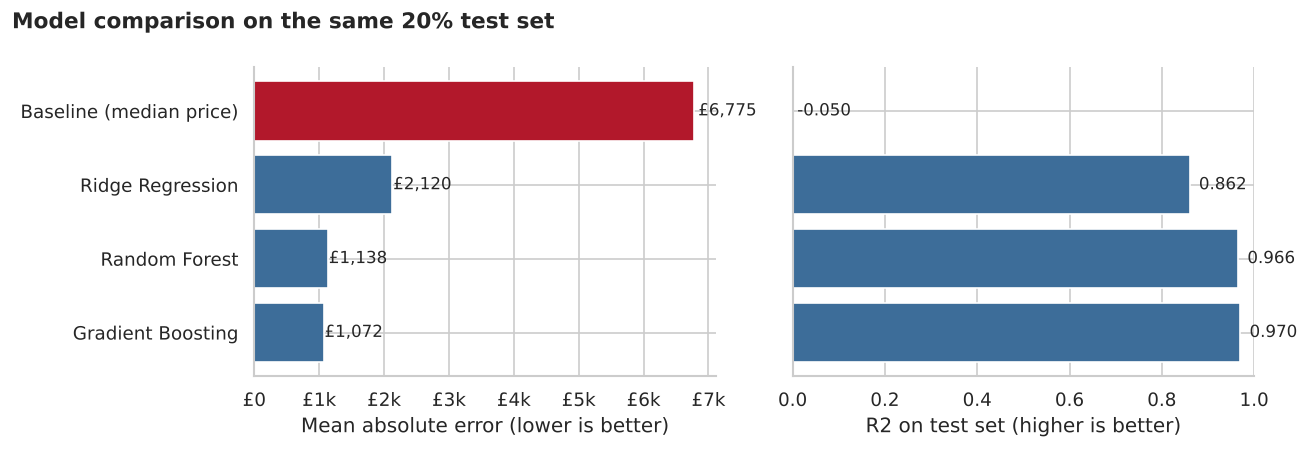 Model comparison on the same 20% test set
Baseline (median price)
£6,775
-0.050
Ridge Regression
£2,120
0.862
Random Forest
£1,138
0.966
Gradient Boosting
£1,072
0.970
£0 £1k £2k £3k £4k £5k £6k £7k
0.0 0.2 0.4 0.6 0.8 1.0
Mean absolute error (lower is better)
R2 on test set (higher is better)